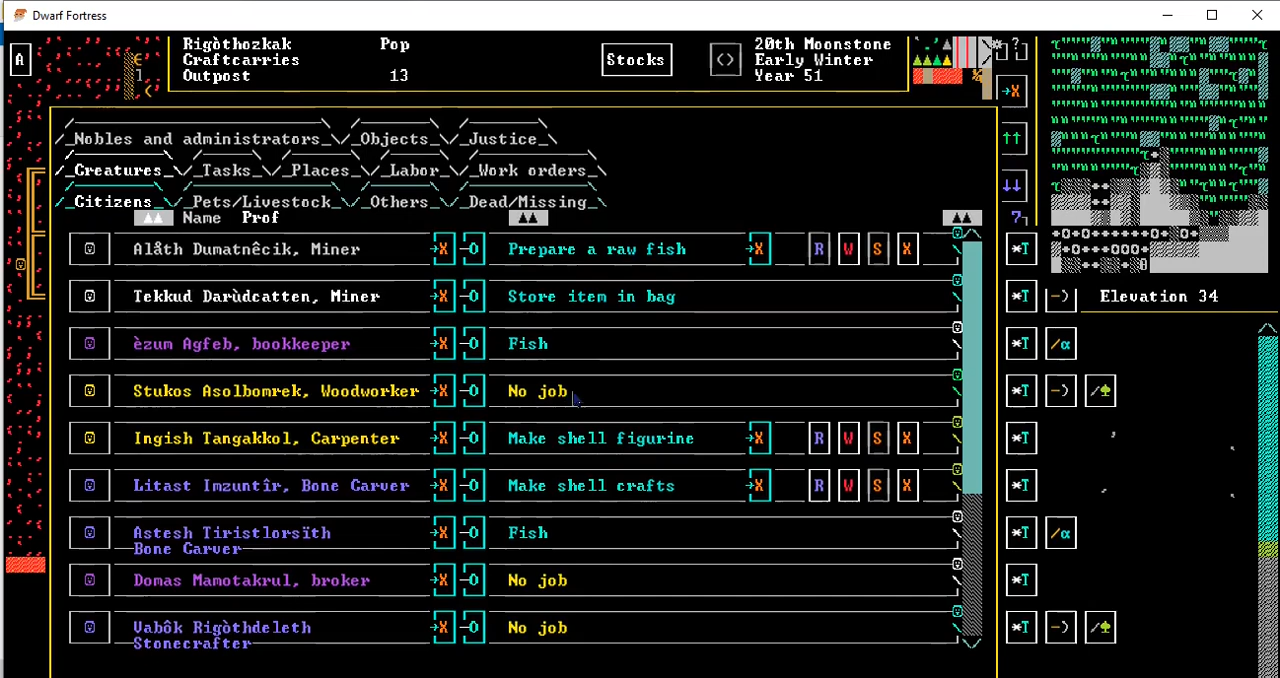 Dwarf Fortress
A
Rigòthozkak Pop
Craftcarries
Outpost 13
Stocks
20th Moonstone
Early Winter
Year 51
Nobles and administrators Objects Justice
Creatures Tasks Places Labor Work orders
Citizens Pets/Livestock Others Dead/Missing
Name Prof
Alåth Dumatnêcik, Miner Prepare a raw fish R W S X
Tekkud Darùdcatten, Miner Store item in bag
èzum Agfeb, bookkeeper Fish
Stukos Asolbomrek, Woodworker No job
Ingish Tangakkol, Carpenter Make shell figurine R W S X
Litast Imzuntîr, Bone Carver Make shell crafts R W S X
Astesh Tiristlorsïth Fish
Bone Carver
Domas Mamotakrul, broker No job
Vabôk Rigòthdeleth No job
Stonecrafter
Elevation 34